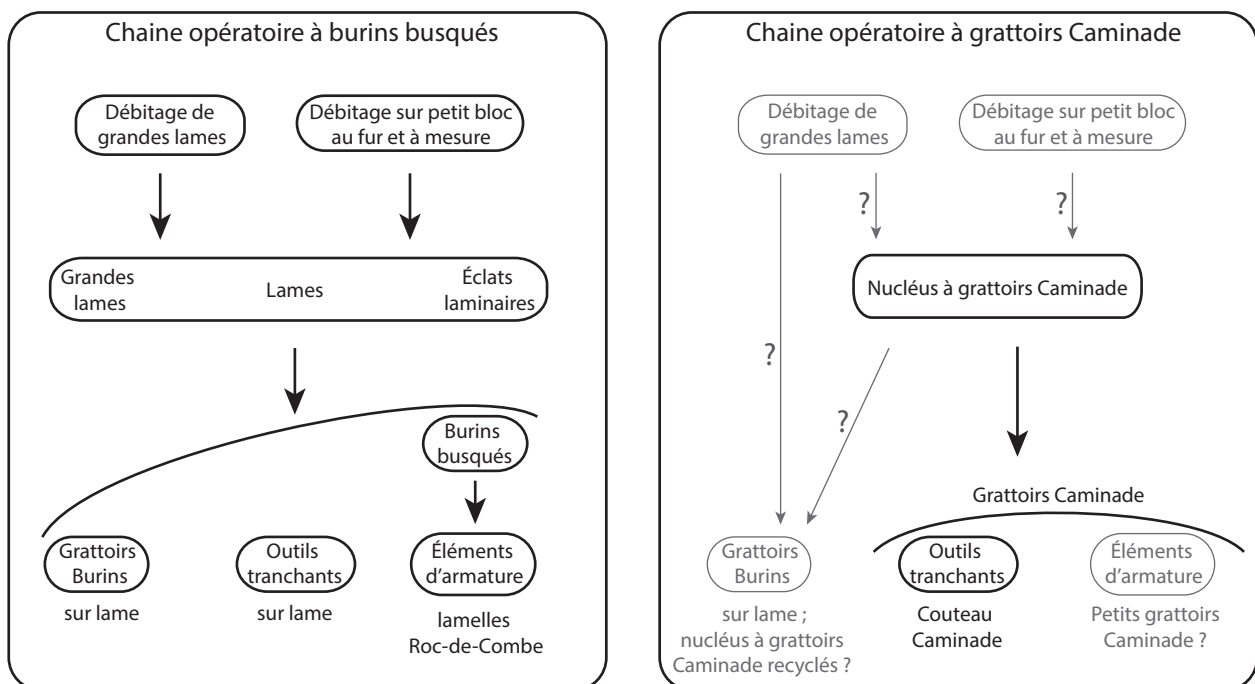 Chaine opératoire à burins busqués
Débitage de
grandes lames
Débitage sur petit bloc
au fur et à mesure
Grandes
lames
Lames
Éclats
laminaires
Burins
busqués
Grattoirs
Burins
sur lame
Outils
tranchants
sur lame
Éléments
d'armature
lamelles
Roc-de-Combe
Chaine opératoire à grattoirs Caminade
Débitage de
grandes lames
Débitage sur petit bloc
au fur et à mesure
?
?
Nucléus à grattoirs Caminade
?
?
Grattoirs Caminade
Grattoirs
Burins
sur lame ;
nucléus à grattoirs
Caminade recyclés ?
Outils
tranchants
Couteau
Caminade
Éléments
d'armature
Petits grattoirs
Caminade ?